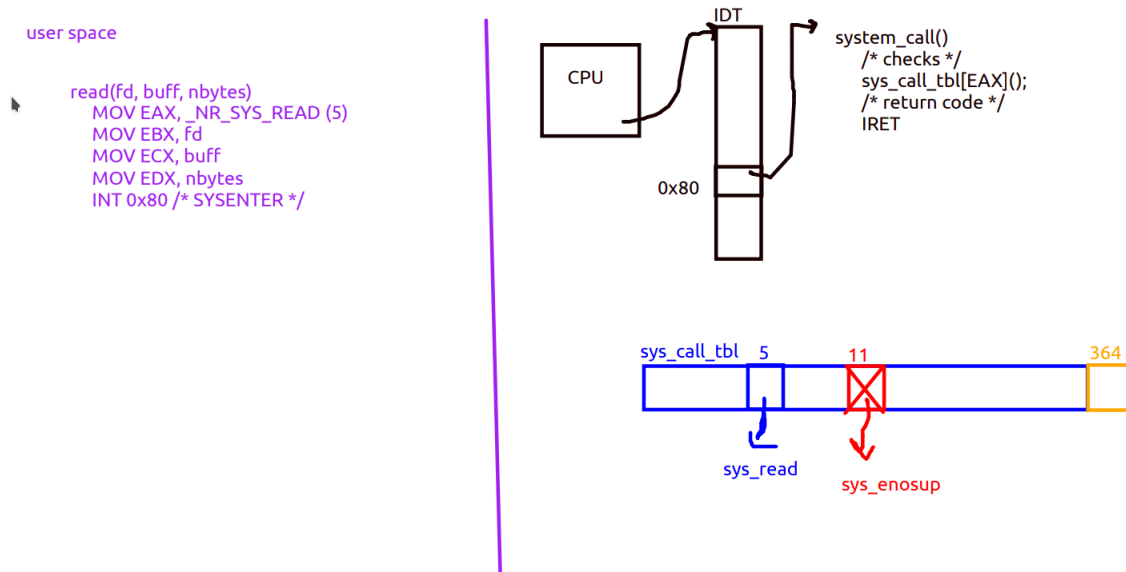 user space
read(fd, buff, nbytes)
MOV EAX, _NR_SYS_READ (5)
MOV EBX, fd
MOV ECX, buff
MOV EDX, nbytes
INT 0x80 /* SYSENTER */
IDT
CPU
0x80
system_call()
/* checks */
sys_call_tbl[EAX]();
/* return code */
IRET
sys_call_tbl 5 11 364
sys_read
sys_enosup